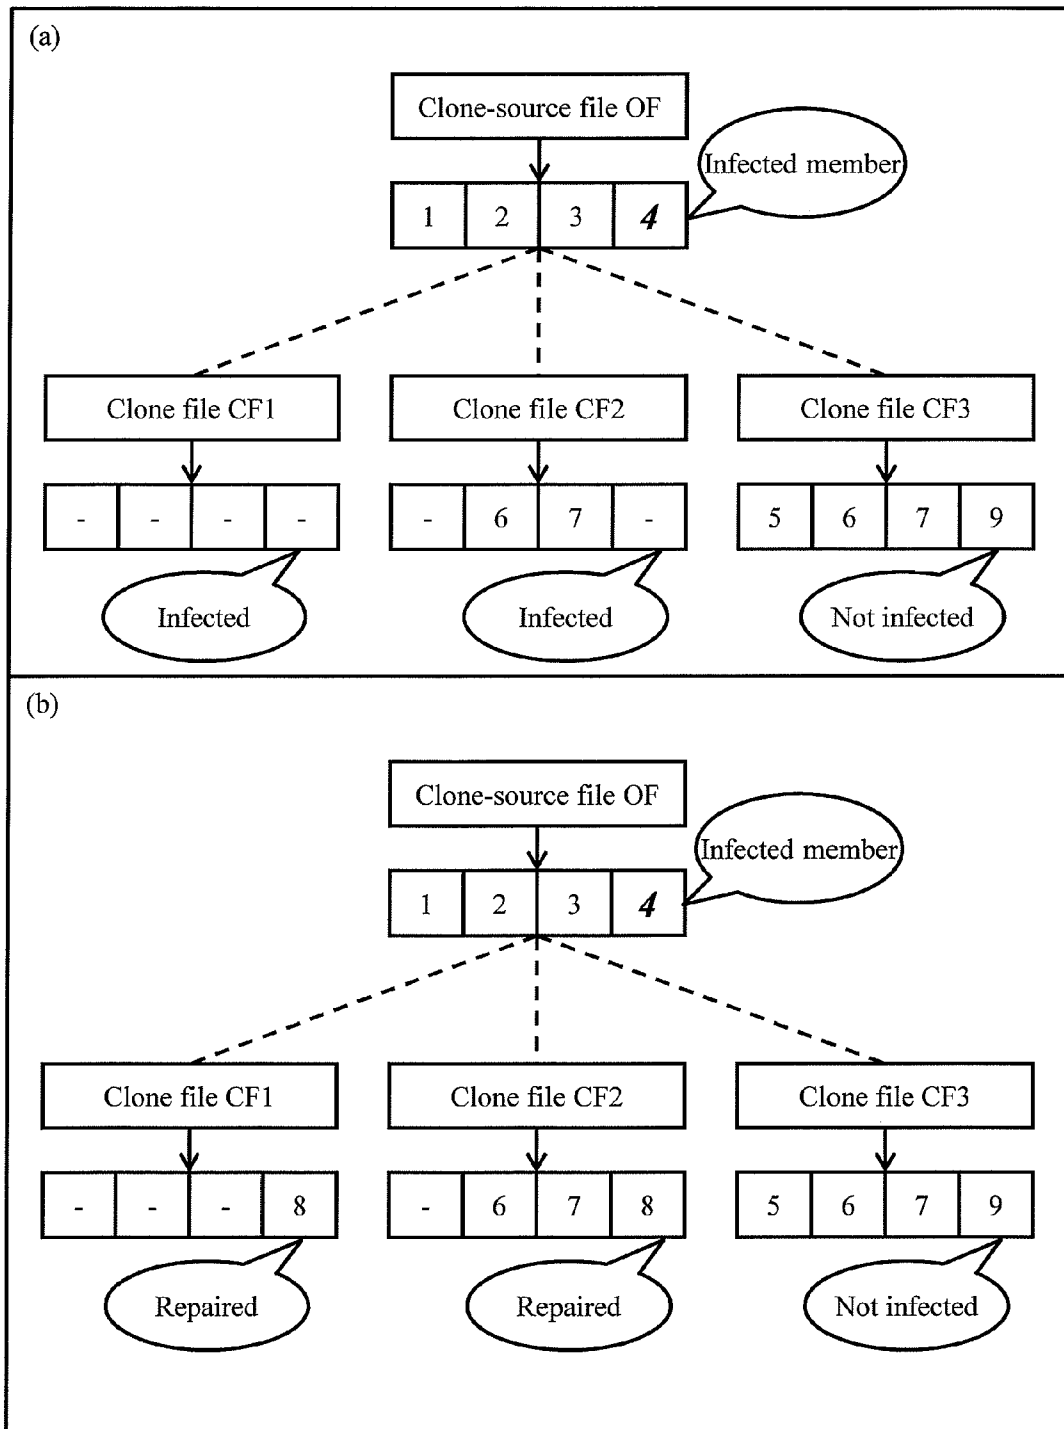 (a)
Clone-source file OF
Infected member
1 2 3 4
Clone file CF1 Clone file CF2 Clone file CF3
- - - - - 6 7 - 5 6 7 9
Infected Infected Not infected
(b)
Clone-source file OF
Infected member
1 2 3 4
Clone file CF1 Clone file CF2 Clone file CF3
- - - 8 - 6 7 8 5 6 7 9
Repaired Repaired Not infected